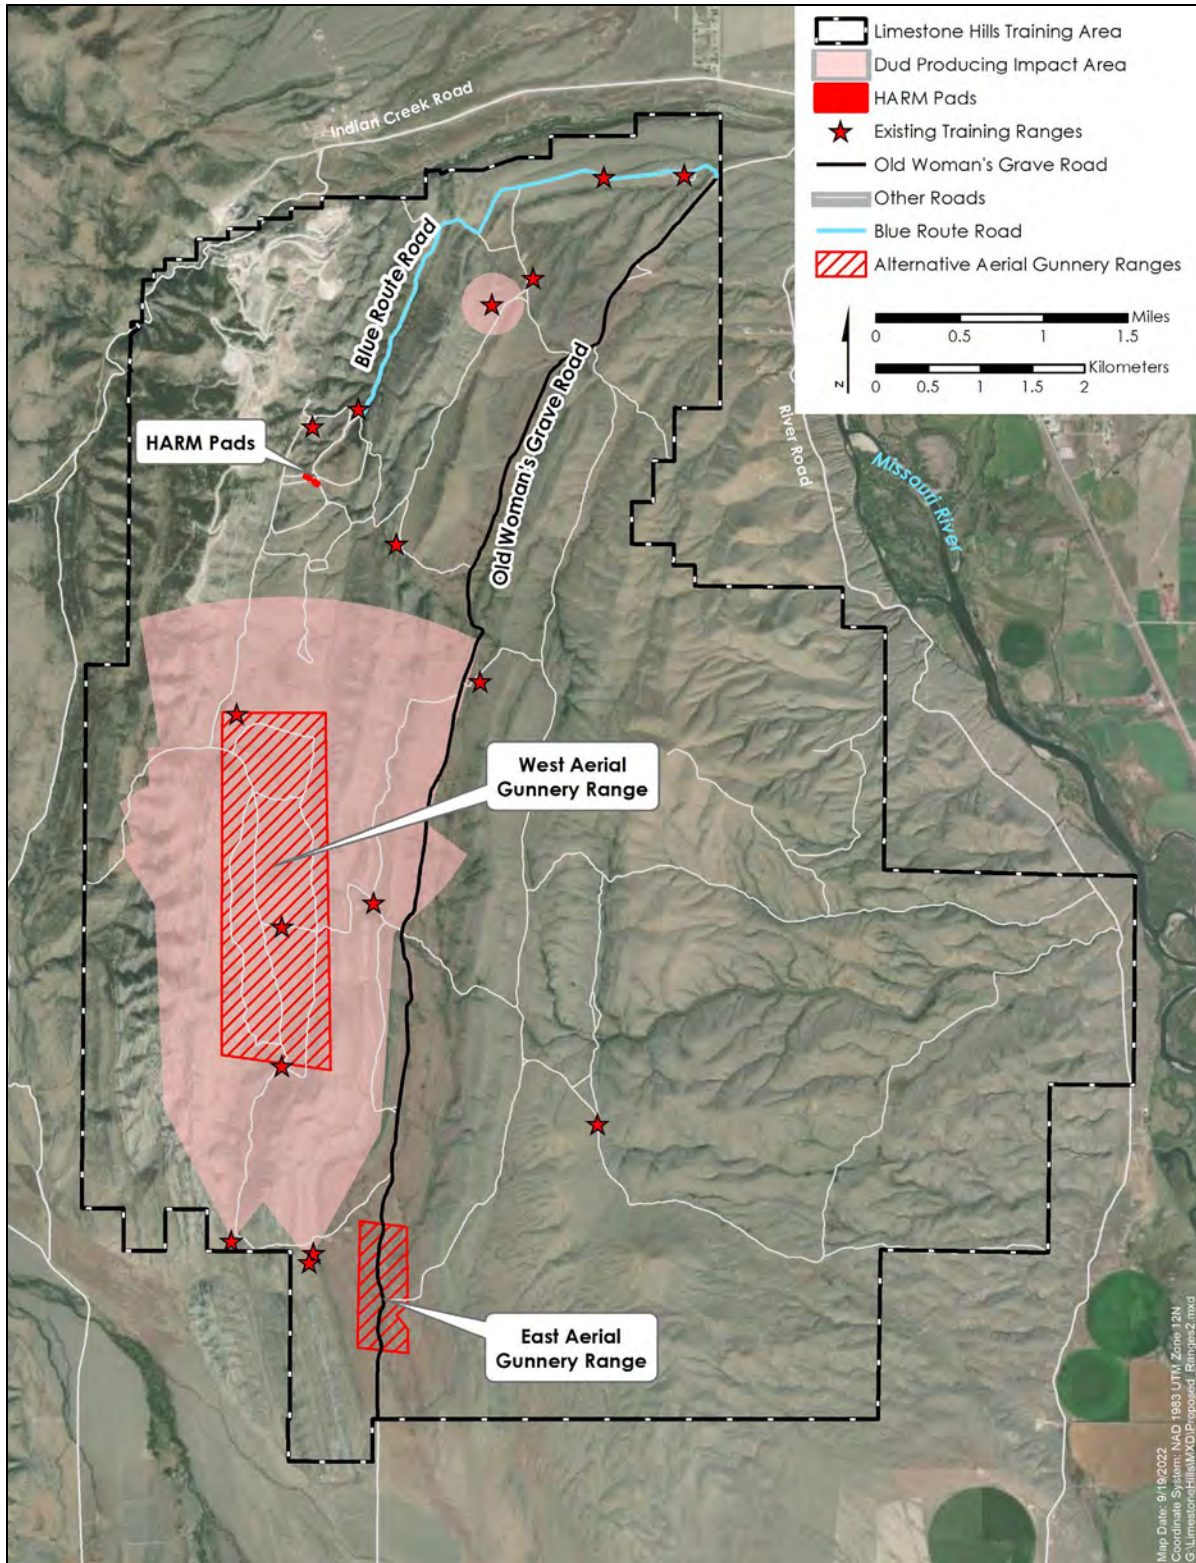 Limestone Hills Training Area
Dud Producing Impact Area
HARM Pads
Existing Training Ranges
Old Woman's Grave Road
Other Roads
Blue Route Road
Alternative Aerial Gunnery Ranges
Miles
0 0.5 1 1.5
Kilometers
0 0.5 1 1.5 2
N
Indian Creek Road
Blue Route Road
Old Woman's Grave Road
River Road
Missouri River
HARM Pads
West Aerial
Gunnery Range
East Aerial
Gunnery Range
Map Date: 9/19/2022
Coordinate System: NAD 1983 UTM Zone 12N